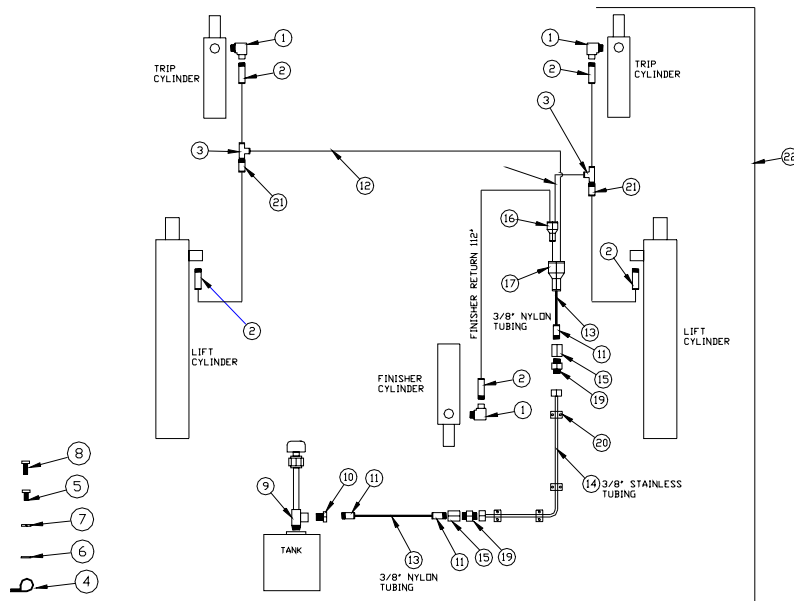 1
1
TRIP
CYLINDER
2
2
TRIP
CYLINDER
3
3
22
12
21
21
16
FINISHER RETURN 112"
17
2
3/8" NYLON
TUBING
13
2
11
LIFT
CYLINDER
LIFT
CYLINDER
15
FINISHER
CYLINDER
2
19
1
20
8
14
3/8" STAINLESS
TUBING
5
9
10
11
7
TANK
13
11
15
19
6
3/8" NYLON
TUBING
4